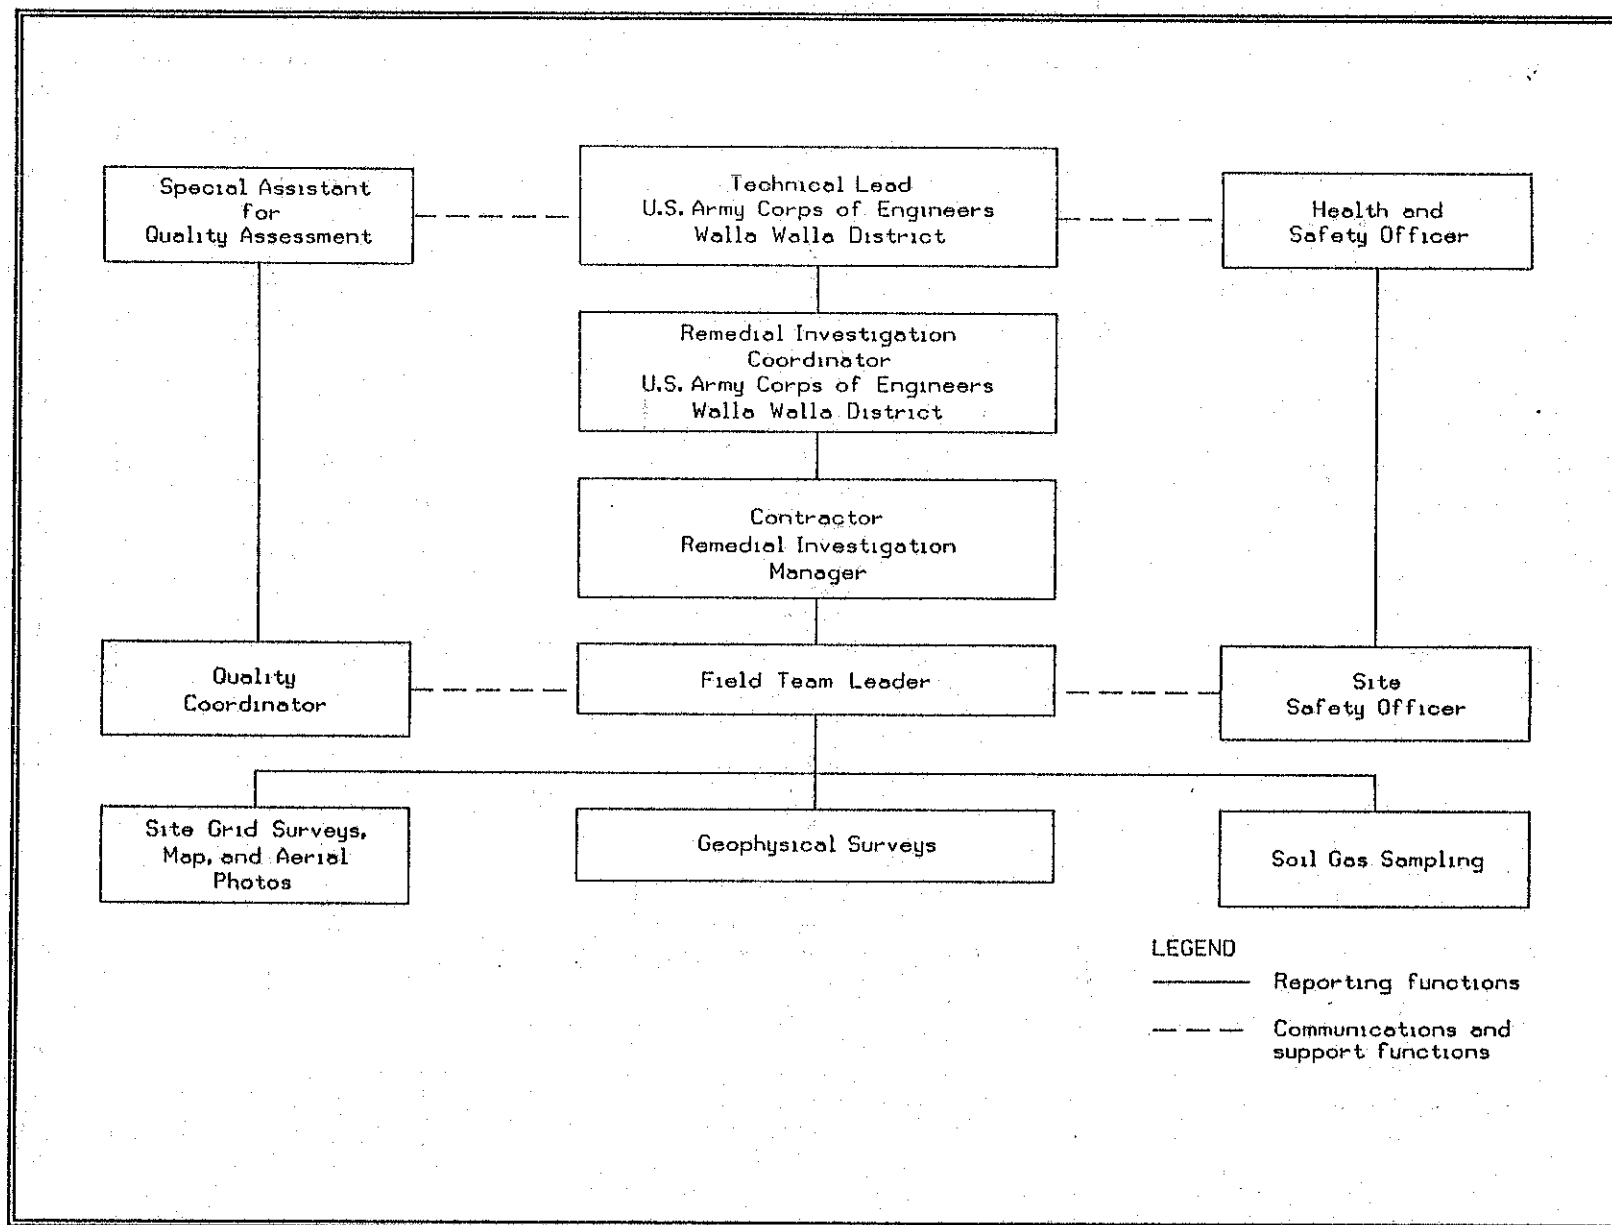 Special Assistant
for
Quality Assessment
Technical Lead
U.S. Army Corps of Engineers
Walla Walla District
Health and
Safety Officer
Remedial Investigation
Coordinator
U.S. Army Corps of Engineers
Walla Walla District
Contractor
Remedial Investigation
Manager
Quality
Coordinator
Field Team Leader
Site
Safety Officer
Site Grid Surveys,
Map, and Aerial
Photos
Geophysical Surveys
Soil Gas Sampling
LEGEND
Reporting functions
Communications and
support functions